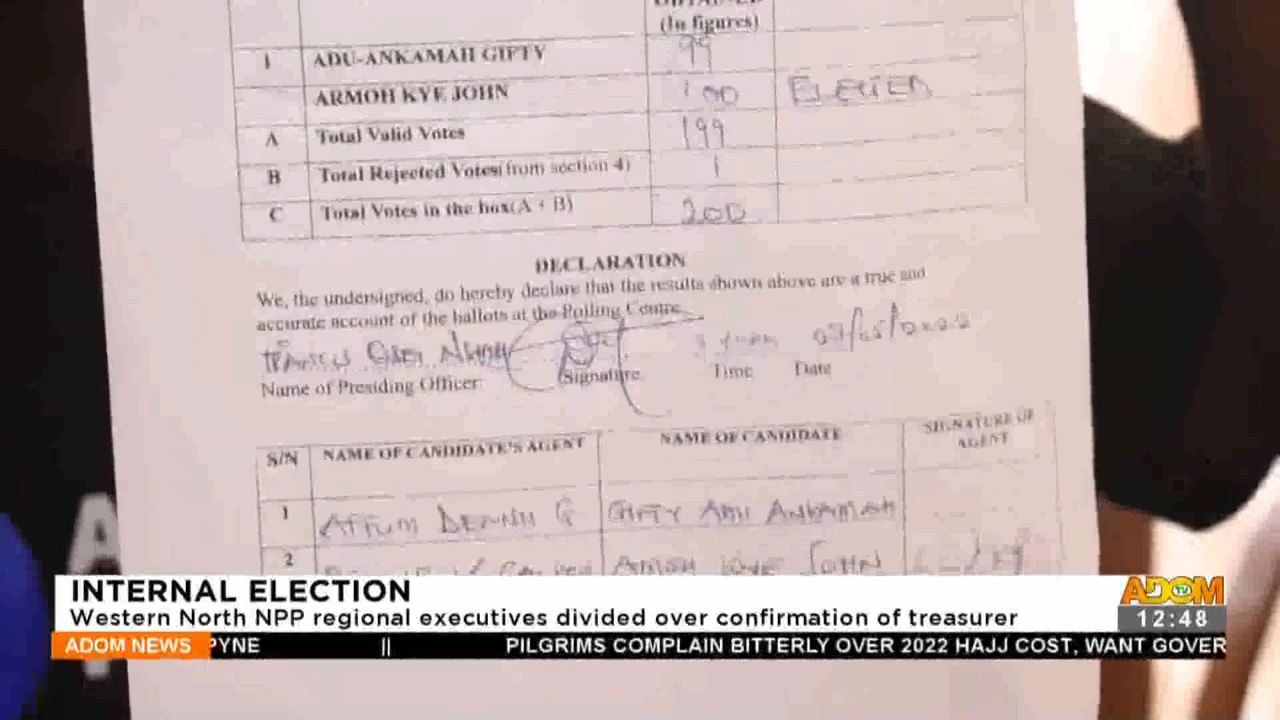 (In figures)
1 ADU-ANKAMAH GIFTY 99
ARMOH KYE JOHN 100 ELECTED
A Total Valid Votes 199
B Total Rejected Votes(from section 4) 1
C Total Votes in the box(A + B) 200
DECLARATION
We, the undersigned, do hereby declare that the results shown above are a true and
accurate account of the ballots at the Polling Centre
Name of Presiding Officer: Signature Time Date
S/N NAME OF CANDIDATE'S AGENT NAME OF CANDIDATE SIGNATURE OF AGENT
1 GIFTY ADU ANKAMAH
2 JOHN
INTERNAL ELECTION
Western North NPP regional executives divided over confirmation of treasurer
ADOM TV
12:48
ADOM NEWS PYNE || PILGRIMS COMPLAIN BITTERLY OVER 2022 HAJJ COST, WANT GOVER